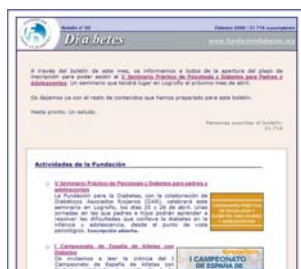 Boletín nº 80
Febrero 2008 | 51.716 suscriptores
Diabetes
www.fundaciondiabetes.org
A través del boletín de este mes, os informamos a todos de la apertura del plazo de
inscripción para poder asistir al V Seminario Práctico de Psicología y Diabetes para Padres y
Adolescentes. Un seminario que tendrá lugar en Logroño el próximo mes de abril.
Os dejamos ya con el resto de contenidos que hemos preparado para este boletín.
Hasta pronto. Un saludo.
Personas suscritas al boletín:
51.716
Actividades de la Fundación
V Seminario Práctico de Psicología y Diabetes para padres y
adolescentes
La Fundación para la Diabetes, con la colaboración de
Diabéticos Asociados Riojanos (DAR), celebrará este
seminario en Logroño, los días 25 y 26 de abril. Unas
jornadas en las que padres e hijos podrán aprender a
resolver las dificultades que conlleva la diabetes en la
infancia y adolescencia, desde el punto de vista
psicológico. Inscripción abierta.
I Campeonato de España de Atletas con
Diabetes
Os invitamos a leer la crónica del I
Campeonato de España de Atletas con
I CAMPEONATO
DE ESPAÑA DE